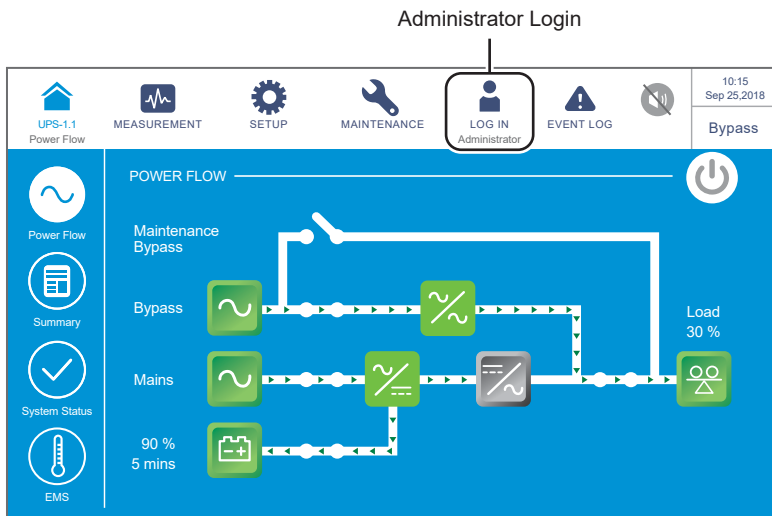 Administrator Login
10:15
Sep 25,2018
UPS-1.1
MEASUREMENT
SETUP
MAINTENANCE
LOG IN
EVENT LOG
Power Flow
Administrator
Bypass
POWER FLOW
Power Flow
Maintenance
Bypass
Bypass
Summary
Load
30 %
Mains
System Status
90 %
5 mins
EMS